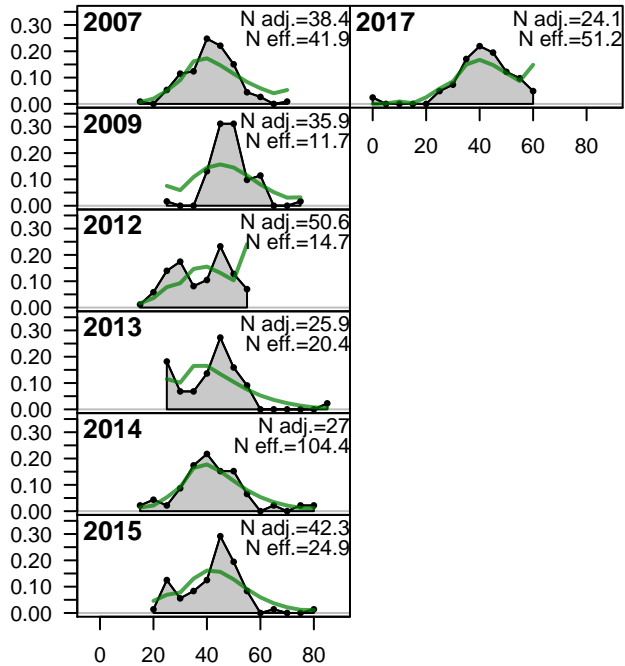 2007 N adj.=38.4
N eff.=41.9
0.30
0.20
0.10
0.00
2017 N adj.=24.1
N eff.=51.2
0 20 40 60 80
2009 N adj.=35.9
N eff.=11.7
0.30
0.20
0.10
0.00
2012 N adj.=50.6
N eff.=14.7
0.30
0.20
0.10
0.00
2013 N adj.=25.9
N eff.=20.4
0.30
0.20
0.10
0.00
2014 N adj.=27
N eff.=104.4
0.30
0.20
0.10
0.00
2015 N adj.=42.3
N eff.=24.9
0.30
0.20
0.10
0.00
0 20 40 60 80